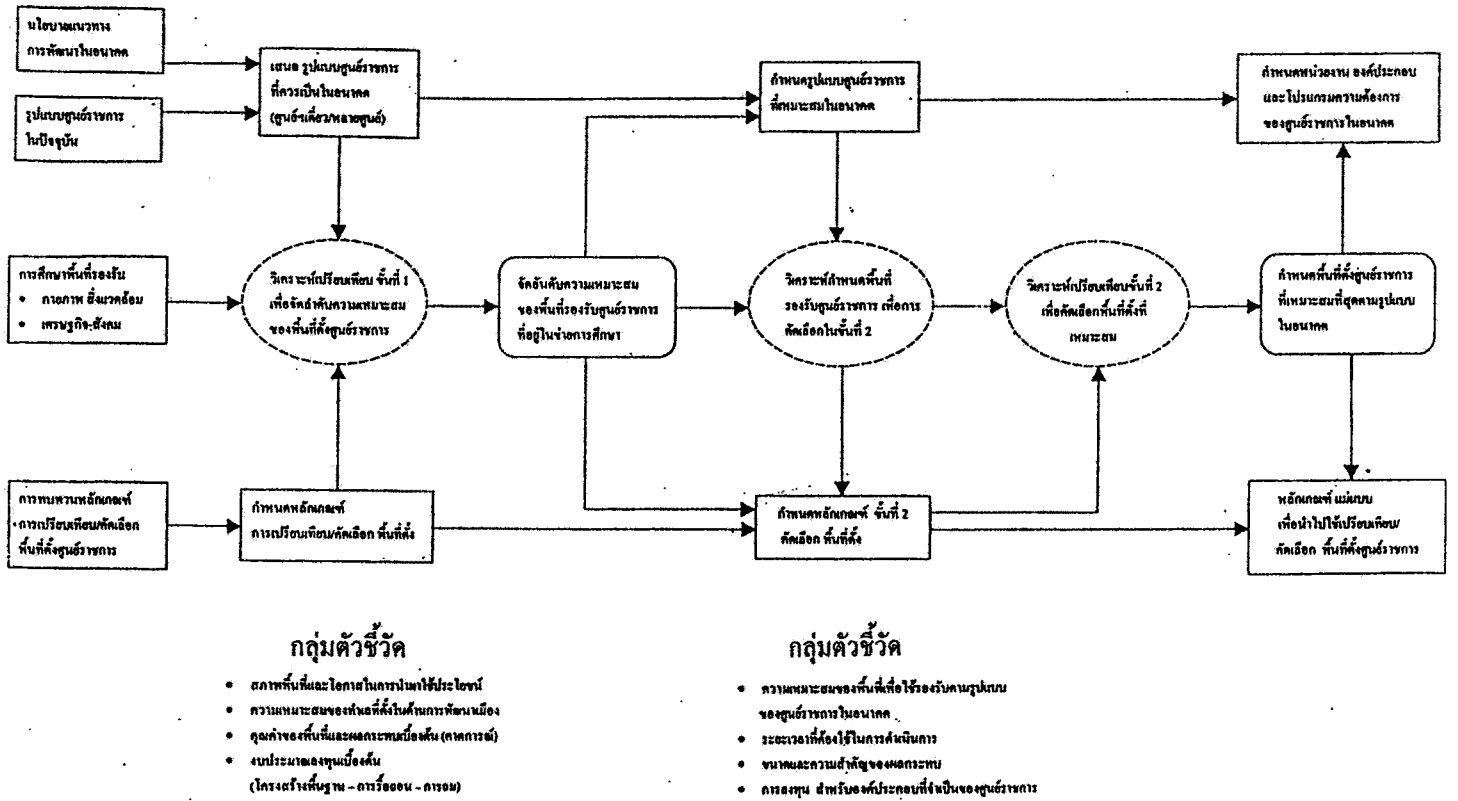 นโยบายแนวทาง
การพัฒนาในอนาคต
รูปแบบศูนย์ราชการ
ในปัจจุบัน
เสนอ รูปแบบศูนย์ราชการ
ที่ควรเป็นในอนาคต
(ศูนย์ฯเดี่ยว/หลายศูนย์)
กำหนดรูปแบบศูนย์ราชการ
ที่เหมาะสมในอนาคต
กำหนดหน่วยงาน องค์ประกอบ
และโปรแกรมความต้องการ
ของศูนย์ราชการในอนาคต
การศึกษาพื้นที่รองรับ
• กายภาพ สิ่งแวดล้อม
• เศรษฐกิจ-สังคม
วิเคราะห์เปรียบเทียบ ขั้นที่ 1
เพื่อจัดลำดับความเหมาะสม
ของพื้นที่ตั้งศูนย์ราชการ
จัดอันดับความเหมาะสม
ของพื้นที่รองรับศูนย์ราชการ
ที่อยู่ในข่ายการศึกษา
วิเคราะห์กำหนดพื้นที่
รองรับศูนย์ราชการ เพื่อการ
คัดเลือกในขั้นที่ 2
วิเคราะห์เปรียบเทียบขั้นที่ 2
เพื่อคัดเลือกพื้นที่ตั้งที่
เหมาะสม
กำหนดพื้นที่ตั้งศูนย์ราชการ
ที่เหมาะสมที่สุดตามรูปแบบ
ในอนาคต
การทบทวนหลักเกณฑ์
การเปรียบเทียบ/คัดเลือก
พื้นที่ตั้งศูนย์ราชการ
กำหนดหลักเกณฑ์
การเปรียบเทียบ/คัดเลือก พื้นที่ตั้ง
กำหนดหลักเกณฑ์ ขั้นที่ 2
คัดเลือก พื้นที่ตั้ง
หลักเกณฑ์ แม่แบบ
เพื่อนำไปใช้เปรียบเทียบ/
คัดเลือก พื้นที่ตั้งศูนย์ราชการ
กลุ่มตัวชี้วัด
• สภาพพื้นที่และโอกาสในการนำมาใช้ประโยชน์
• ความเหมาะสมของทำเลที่ตั้งในด้านการพัฒนาเมือง
• คุณค่าของพื้นที่และผลกระทบเบื้องต้น (คาดการณ์)
• งบประมาณลงทุนเบื้องต้น
(โครงสร้างพื้นฐาน - การรื้อถอน - การถม)
กลุ่มตัวชี้วัด
• ความเหมาะสมของพื้นที่เพื่อใช้รองรับตามรูปแบบ
ของศูนย์ราชการในอนาคต
• ระยะเวลาที่ต้องใช้ในการดำเนินการ
• ขนาดและความสำคัญของผลกระทบ
• การลงทุน สำหรับองค์ประกอบที่จำเป็นของศูนย์ราชการ